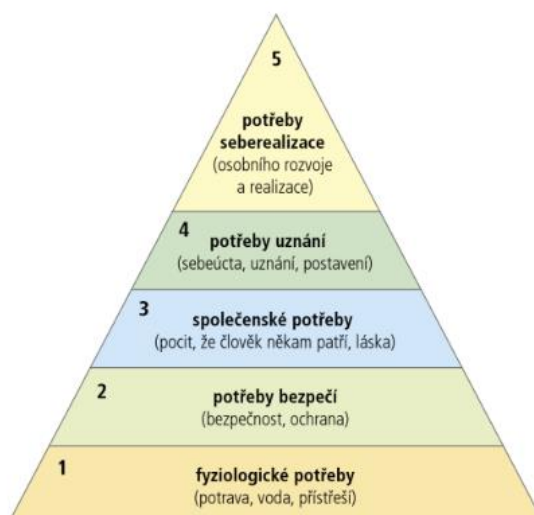 5
potřeby
seberealizace
(osobního rozvoje
a realizace)
4
potřeby uznání
(sebeúcta, uznání, postavení)
3
společenské potřeby
(pocit, že člověk někam patří, láska)
2
potřeby bezpečí
(bezpečnost, ochrana)
1
fyziologické potřeby
(potrava, voda, přístřeší)